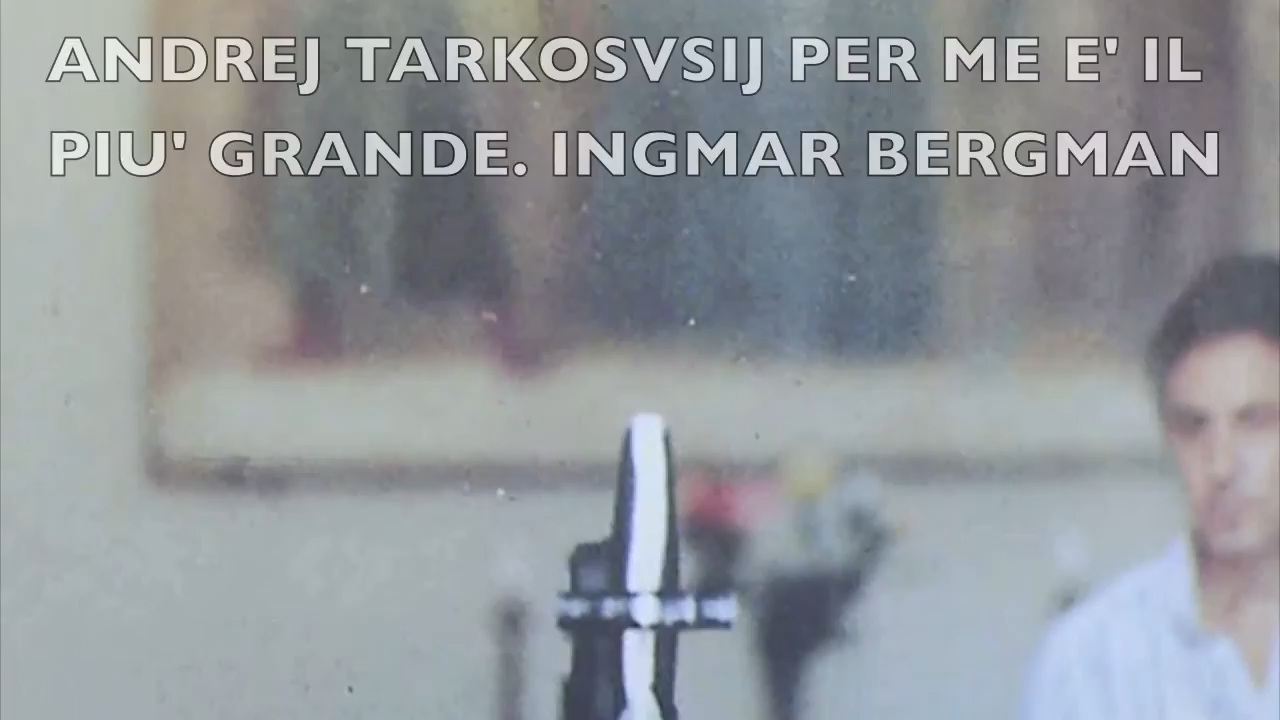 ANDREJ TARKOSVSIJ PER ME E' IL
PIU' GRANDE. INGMAR BERGMAN